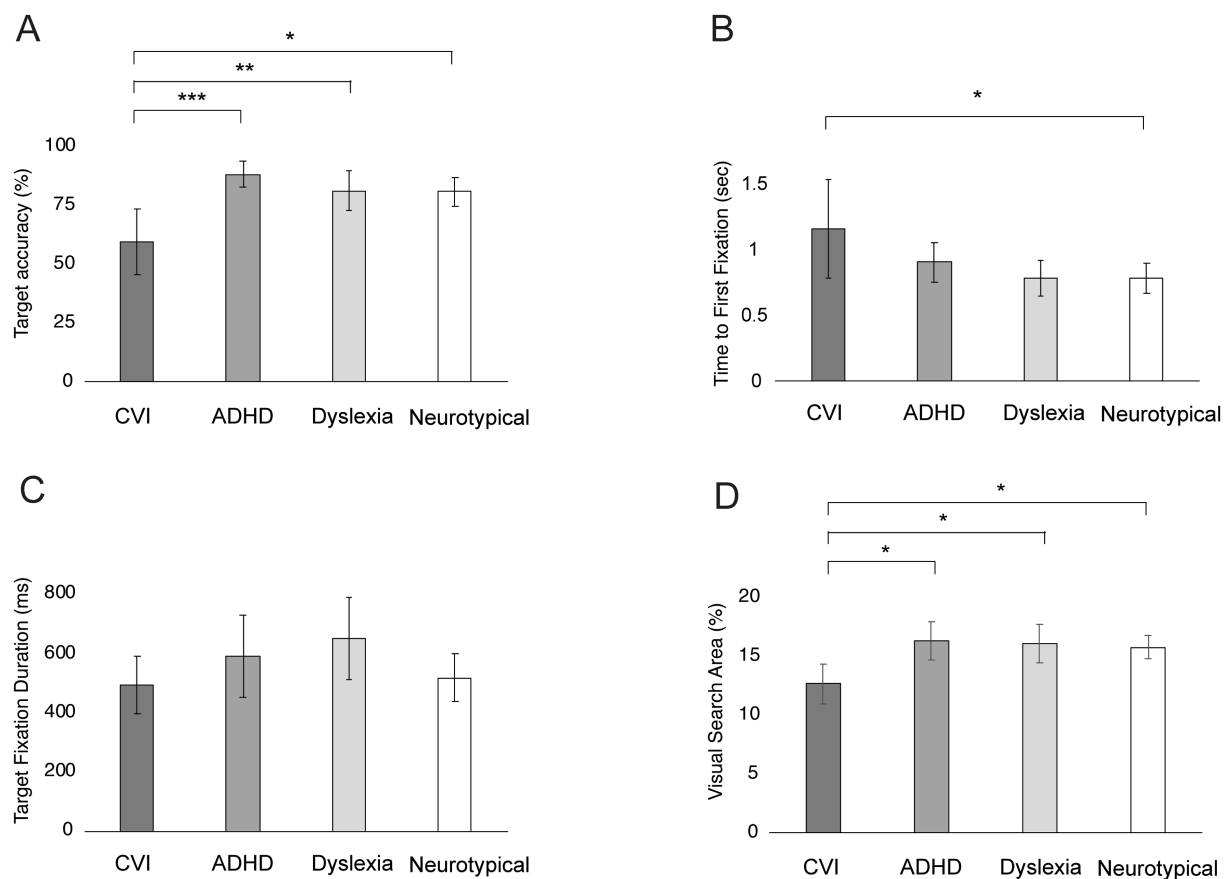 A
*
**
***
Target accuracy (%)
100
75
50
25
0
CVI ADHD Dyslexia Neurotypical
B
*
Time to First Fixation (sec)
1.5
1
0.5
0
CVI ADHD Dyslexia Neurotypical
C
Target Fixation Duration (ms)
800
600
400
200
0
CVI ADHD Dyslexia Neurotypical
D
*
*
*
Visual Search Area (%)
20
15
10
5
0
CVI ADHD Dyslexia Neurotypical